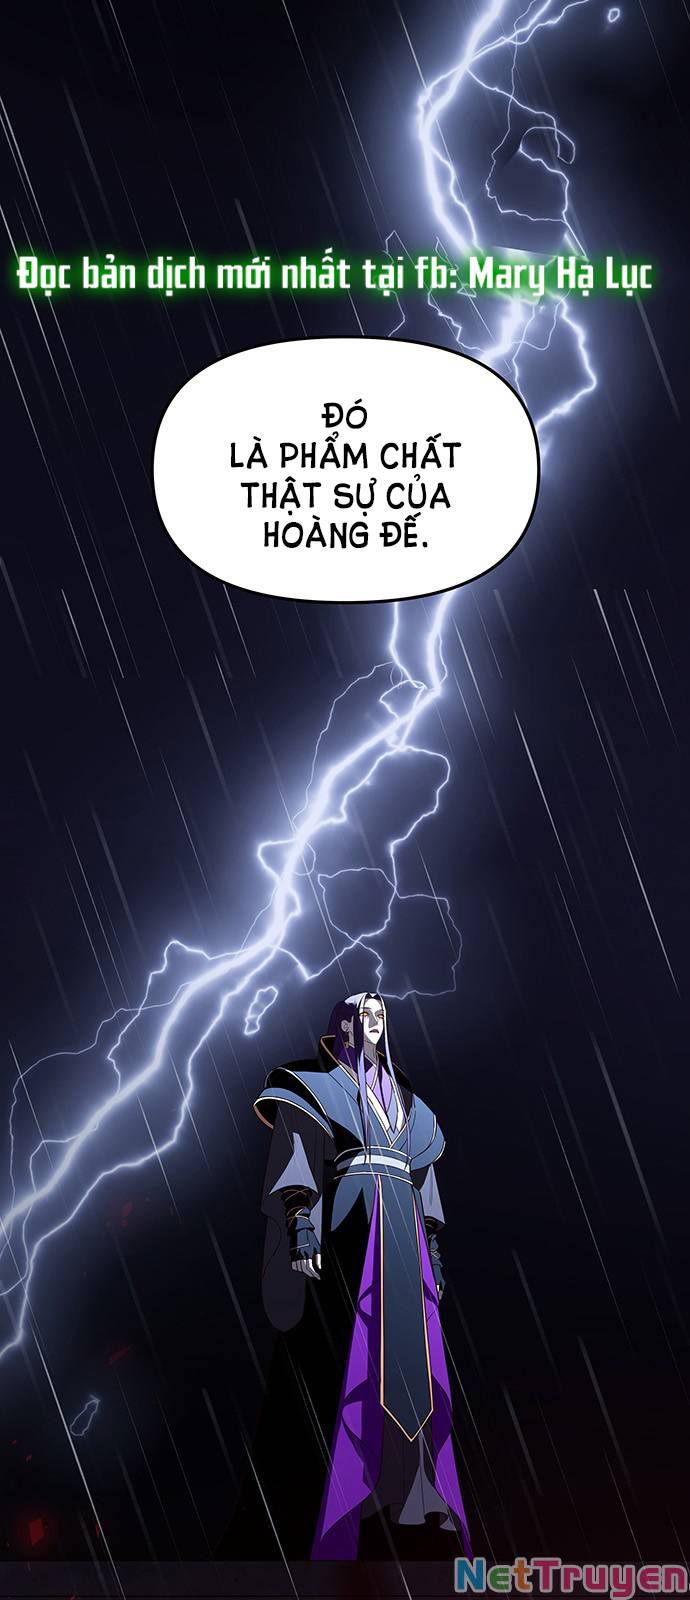 Đọc bản dịch mới nhất tại fb: Mary Hạ Lục
ĐÓ
LÀ PHẨM CHẤT
THẬT SỰ CỦA
HOÀNG ĐẾ.
NetTruyen